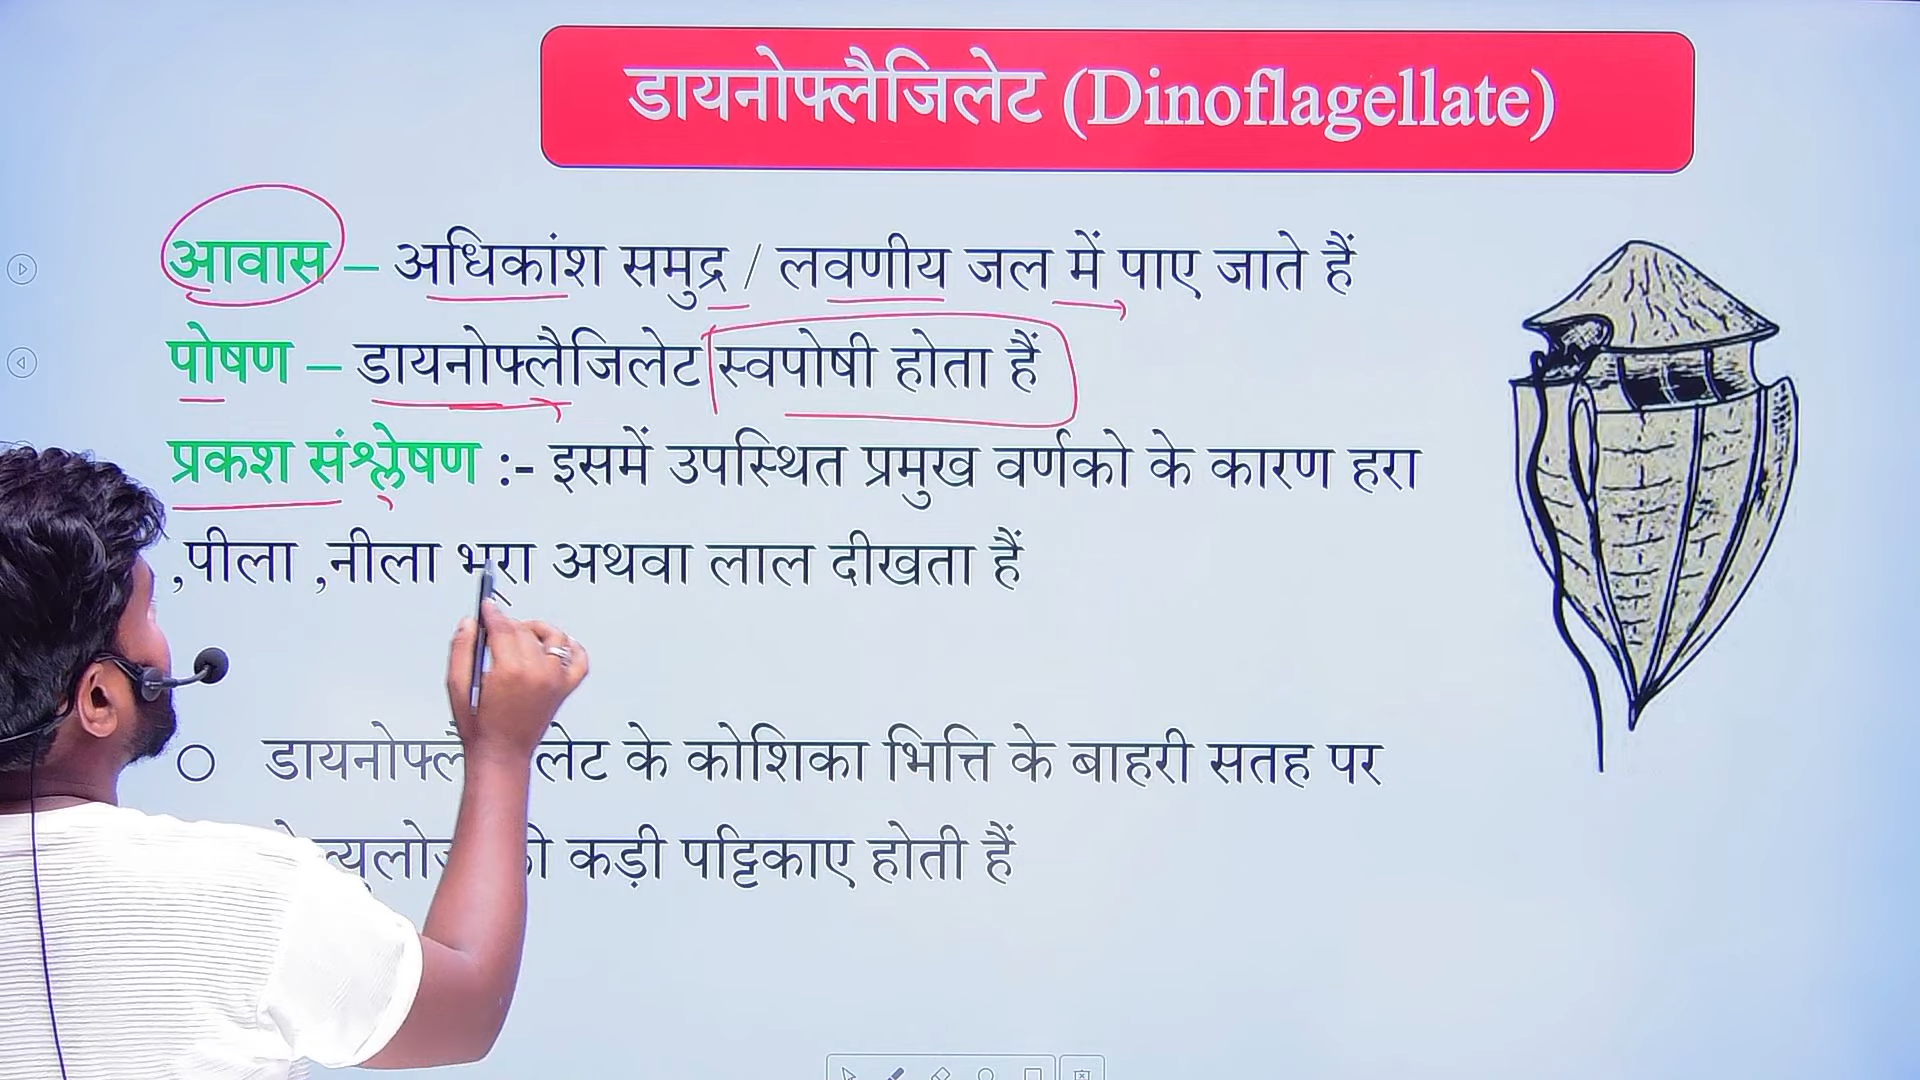 डायनोफ्लैजिलेट (Dinoflagellate)
आवास – अधिकांश समुद्र / लवणीय जल में पाए जाते हैं
पोषण – डायनोफ्लैजिलेट स्वपोषी होता हैं
प्रकश संश्लेषण :- इसमें उपस्थित प्रमुख वर्णको के कारण हरा
,पीला ,नीला भूरा अथवा लाल दीखता हैं
के कोशिका भित्ति के बाहरी सतह पर
कड़ी पट्टिकाए होती हैं